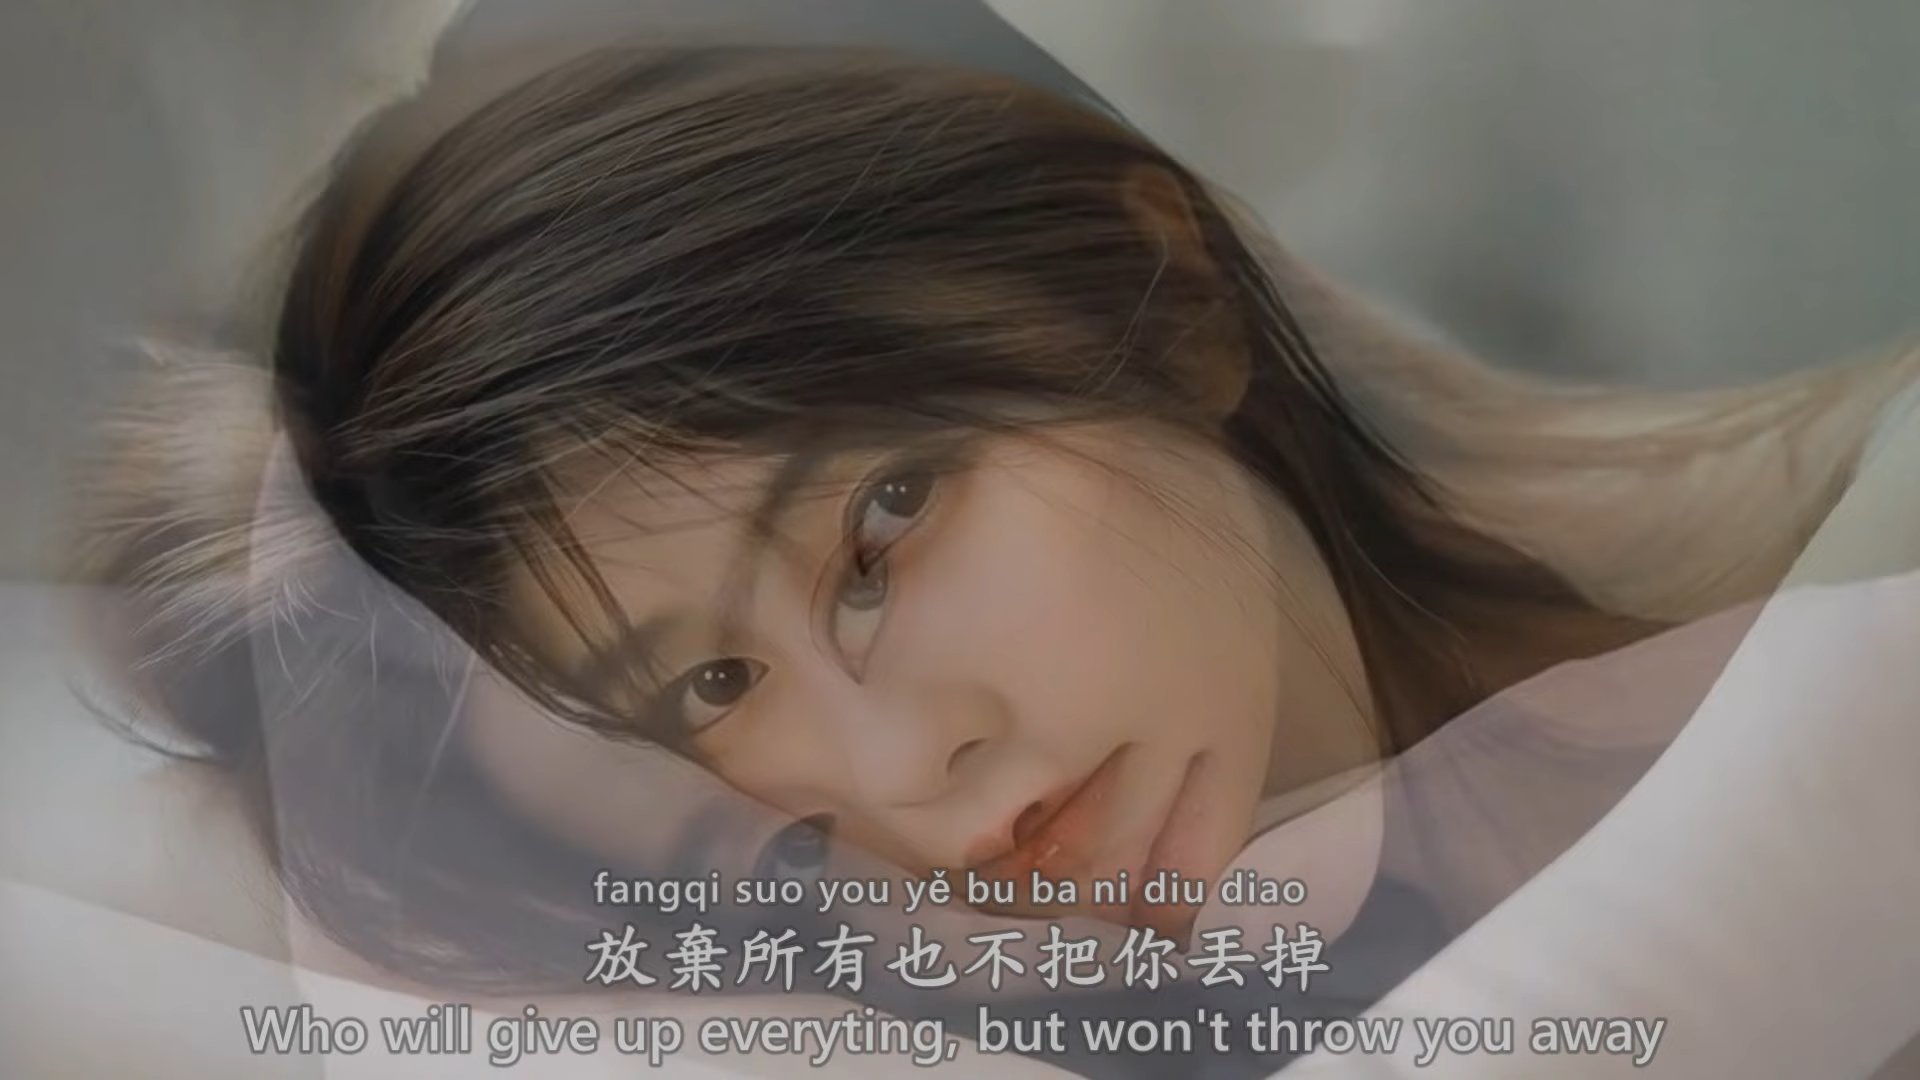 fangqi suo you yě bu ba ni diu diao
放棄所有也不把你丟掉
Who will give up everyting, but won't throw you away